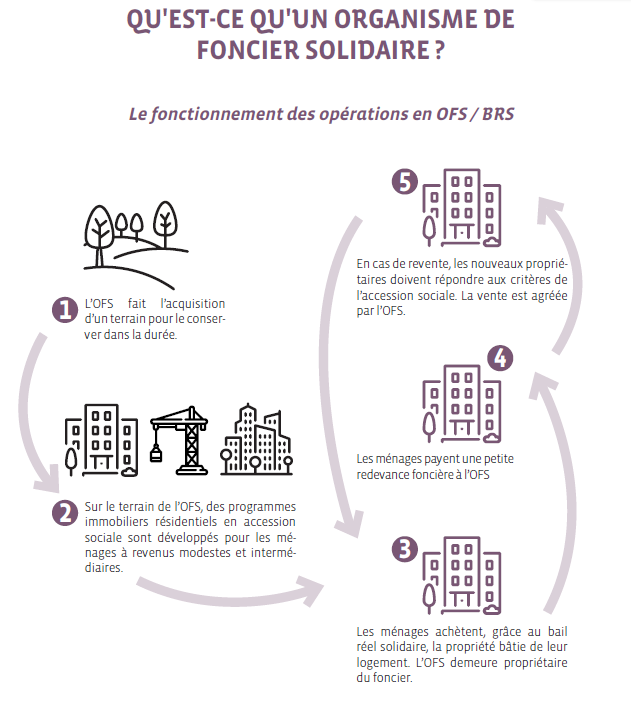 QU'EST-CE QU'UN ORGANISME DE
FONCIER SOLIDAIRE ?
Le fonctionnement des opérations en OFS / BRS
1
L'OFS fait l'acquisition
d'un terrain pour le conser-
ver dans la durée.
2
Sur le terrain de l'OFS, des programmes
immobiliers résidentiels en accession
sociale sont développés pour les mé-
nages à revenus modestes et intermé-
diaires.
3
Les ménages achètent, grâce au bail
réel solidaire, la propriété bâtie de leur
logement. L'OFS demeure propriétaire
du foncier.
4
Les ménages payent une petite
redevance foncière à l'OFS
5
En cas de revente, les nouveaux proprié-
taires doivent répondre aux critères de
l'accession sociale. La vente est agréée
par l'OFS.